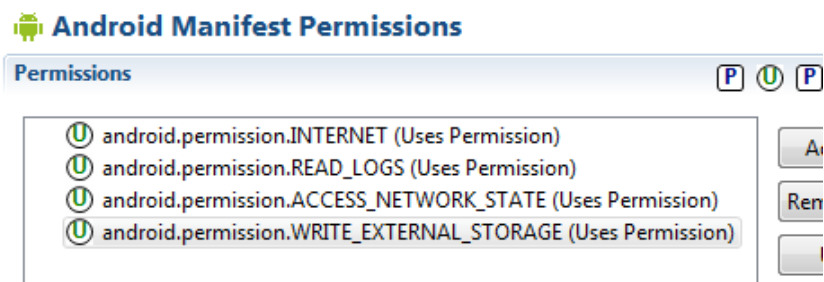 Android Manifest Permissions
Permissions
P U P
U android.permission.INTERNET (Uses Permission)
U android.permission.READ_LOGS (Uses Permission)
U android.permission.ACCESS_NETWORK_STATE (Uses Permission)
U android.permission.WRITE_EXTERNAL_STORAGE (Uses Permission)